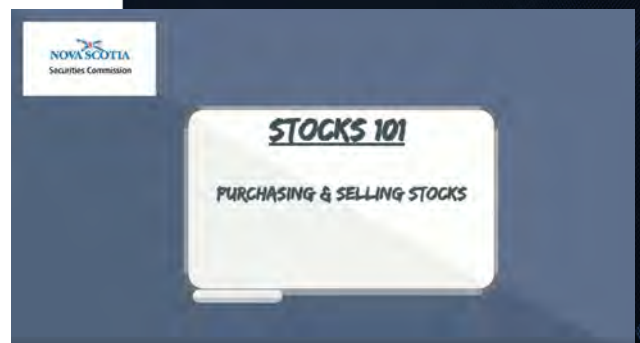 NOVA SCOTIA
Securities Commission
STOCKS 101
PURCHASING & SELLING STOCKS